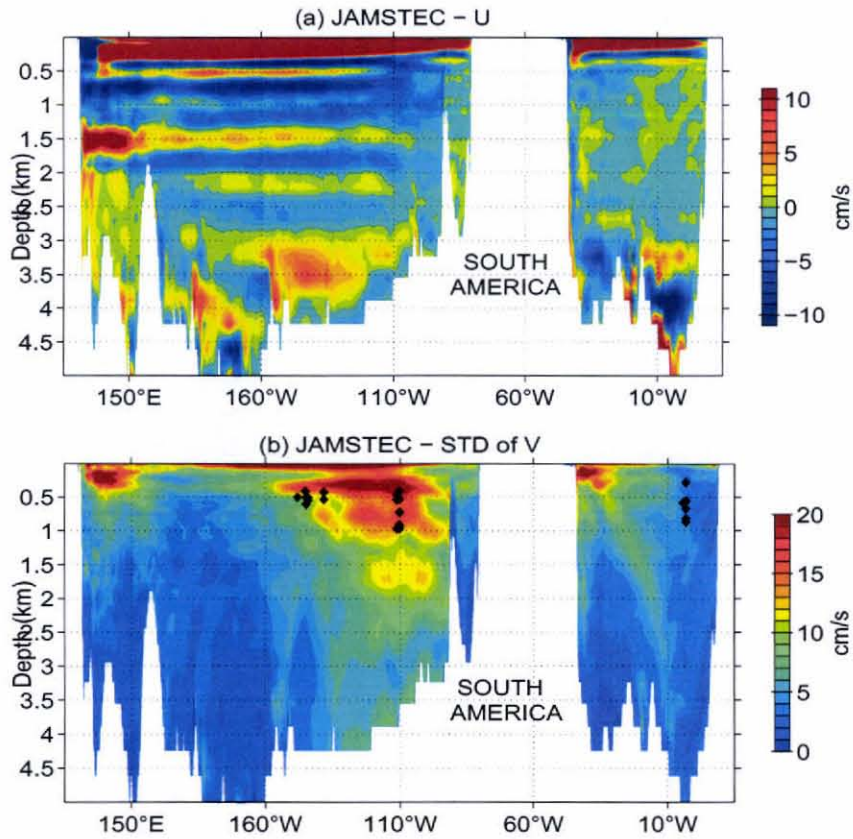 (a) JAMSTEC – U
0.5
1
1.5
2
2.5
3
3.5
4
4.5
Depth (km)
150°E
160°W
110°W
60°W
10°W
SOUTH
AMERICA
10
5
0
−5
−10
cm/s
(b) JAMSTEC – STD of V
0.5
1
1.5
2
2.5
3
3.5
4
4.5
Depth (km)
150°E
160°W
110°W
60°W
10°W
SOUTH
AMERICA
20
15
10
5
0
cm/s